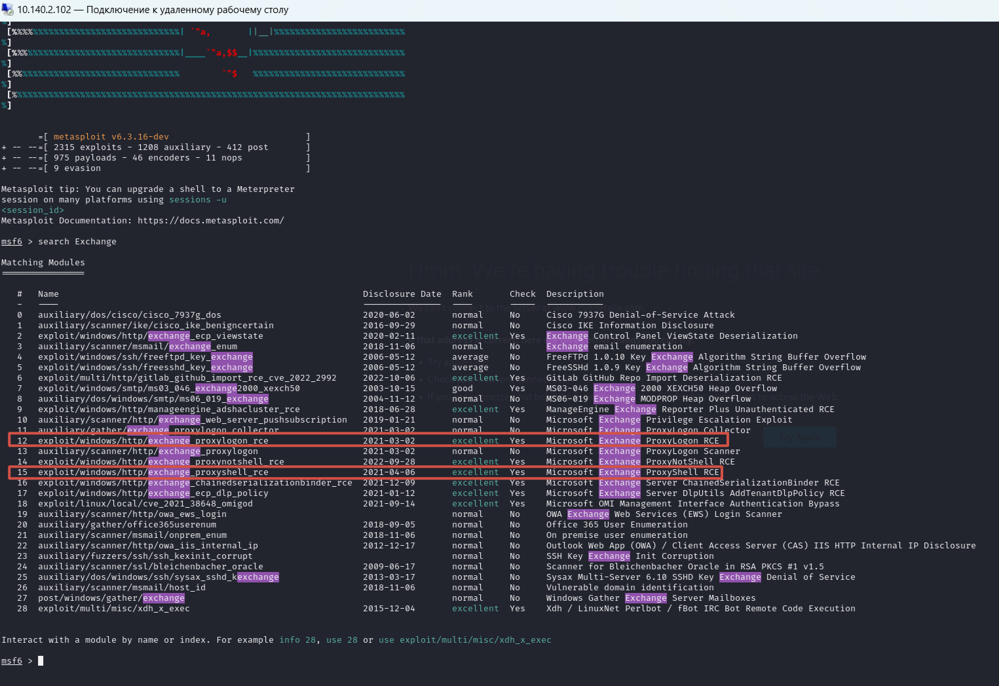 10.140.2.102 — Подключение к удаленному рабочему столу
%]
[%%%%%%%%%%%%%%%%%%%%%%%%%%%%%%%%| `"a, ||__|%%%%%%%%%%%%%%%%%%%%%%%%%
%]
[%%%%%%%%%%%%%%%%%%%%%%%%%%%%%%%%|____`"a,$$__|%%%%%%%%%%%%%%%%%%%%%%%%%%%%%
%]
[%%%%%%%%%%%%%%%%%%%%%%%%%%%%%%%% `"$ %%%%%%%%%%%%%%%%%%%%%%%%%%%%%
%]
[%%%%%%%%%%%%%%%%%%%%%%%%%%%%%%%%%%%%%%%%%%%%%%%%%%%%%%%%%%%%%%%%%%%%%%%%%%%
%]
=[ metasploit v6.3.16-dev ]
+ -- --=[ 2315 exploits - 1208 auxiliary - 412 post ]
+ -- --=[ 975 payloads - 46 encoders - 11 nops ]
+ -- --=[ 9 evasion ]
Metasploit tip: You can upgrade a shell to a Meterpreter
session on many platforms using sessions -u
<session_id>
Metasploit Documentation: https://docs.metasploit.com/
msf6 > search Exchange
Matching Modules
================
Hmm. We're having trouble finding that site.
# Name Disclosure Date Rank Check Description
- ---- --------------- ---- ----- -----------
0 auxiliary/dos/cisco/cisco_7937g_dos 2020-06-02 normal No Cisco 7937G Denial-of-Service Attack
1 auxiliary/scanner/ike/cisco_ike_benigncertain 2016-09-29 normal No Cisco IKE Information Disclosure
2 exploit/windows/http/exchange_ecp_viewstate 2020-02-11 excellent Yes Exchange Control Panel ViewState Deserialization
3 auxiliary/scanner/msmail/exchange_enum 2018-11-06 normal No Exchange email enumeration
4 exploit/windows/ssh/freeftpd_key_exchange 2006-05-12 average No FreeFTPd 1.0.10 Key Exchange Algorithm String Buffer Overflow
5 exploit/windows/ssh/freesshd_key_exchange 2006-05-12 average No FreeSSHd 1.0.9 Key Exchange Algorithm String Buffer Overflow
6 exploit/multi/http/gitlab_github_import_rce_cve_2022_2992 2022-10-06 excellent Yes GitLab GitHub Repo Import Deserialization RCE
7 exploit/windows/smtp/ms03_046_exchange2000_xexch50 2003-10-15 good Yes MS03-046 Exchange 2000 XEXCH50 Heap Overflow
8 auxiliary/dos/windows/smtp/ms06_019_exchange 2004-11-12 normal No MS06-019 Exchange MODPROP Heap Overflow
9 exploit/windows/http/manageengine_adshacluster_rce 2018-06-28 excellent Yes ManageEngine Exchange Reporter Plus Unauthenticated RCE
10 auxiliary/scanner/http/exchange_web_server_pushsubscription 2019-01-21 normal No Microsoft Exchange Privilege Escalation Exploit
11 auxiliary/gather/exchange_proxylogon_collector 2021-03-02 normal No Microsoft Exchange ProxyLogon Collector
Try Again
12 exploit/windows/http/exchange_proxylogon_rce 2021-03-02 excellent Yes Microsoft Exchange ProxyLogon RCE
13 auxiliary/scanner/http/exchange_proxylogon 2021-03-02 normal No Microsoft Exchange ProxyLogon Scanner
14 exploit/windows/http/exchange_proxynotshell_rce 2022-09-28 excellent Yes Microsoft Exchange ProxyNotShell RCE
15 exploit/windows/http/exchange_proxyshell_rce 2021-04-06 excellent Yes Microsoft Exchange ProxyShell RCE
16 exploit/windows/http/exchange_chainedserializationbinder_rce 2021-12-09 excellent Yes Microsoft Exchange Server ChainedSerializationBinder RCE
17 exploit/windows/http/exchange_ecp_dlp_policy 2021-01-12 excellent Yes Microsoft Exchange Server DlpUtils AddTenantDlpPolicy RCE
18 exploit/linux/local/cve_2021_38648_omigod 2021-09-14 excellent Yes Microsoft OMI Management Interface Authentication Bypass
19 auxiliary/scanner/http/owa_ews_login normal No OWA Exchange Web Services (EWS) Login Scanner
20 auxiliary/gather/office365userenum 2018-09-05 normal No Office 365 User Enumeration
21 auxiliary/scanner/msmail/onprem_enum 2018-11-06 normal No On premise user enumeration
22 auxiliary/scanner/http/owa_iis_internal_ip 2012-12-17 normal No Outlook Web App (OWA) / Client Access Server (CAS) IIS HTTP Internal IP Disclosure
23 auxiliary/fuzzers/ssh/ssh_kexinit_corrupt normal No SSH Key Exchange Init Corruption
24 auxiliary/scanner/ssl/bleichenbacher_oracle 2009-06-17 normal No Scanner for Bleichenbacher Oracle in RSA PKCS #1 v1.5
25 auxiliary/dos/windows/ssh/sysax_sshd_kexchange 2013-03-17 normal No Sysax Multi-Server 6.10 SSHD Key Exchange Denial of Service
26 auxiliary/scanner/msmail/host_id 2018-11-06 normal No Vulnerable domain identification
27 post/windows/gather/exchange normal No Windows Gather Exchange Server Mailboxes
28 exploit/multi/misc/xdh_x_exec 2015-12-04 excellent Yes Xdh / LinuxNet Perlbot / fBot IRC Bot Remote Code Execution
Interact with a module by name or index. For example info 28, use 28 or use exploit/multi/misc/xdh_x_exec
msf6 >